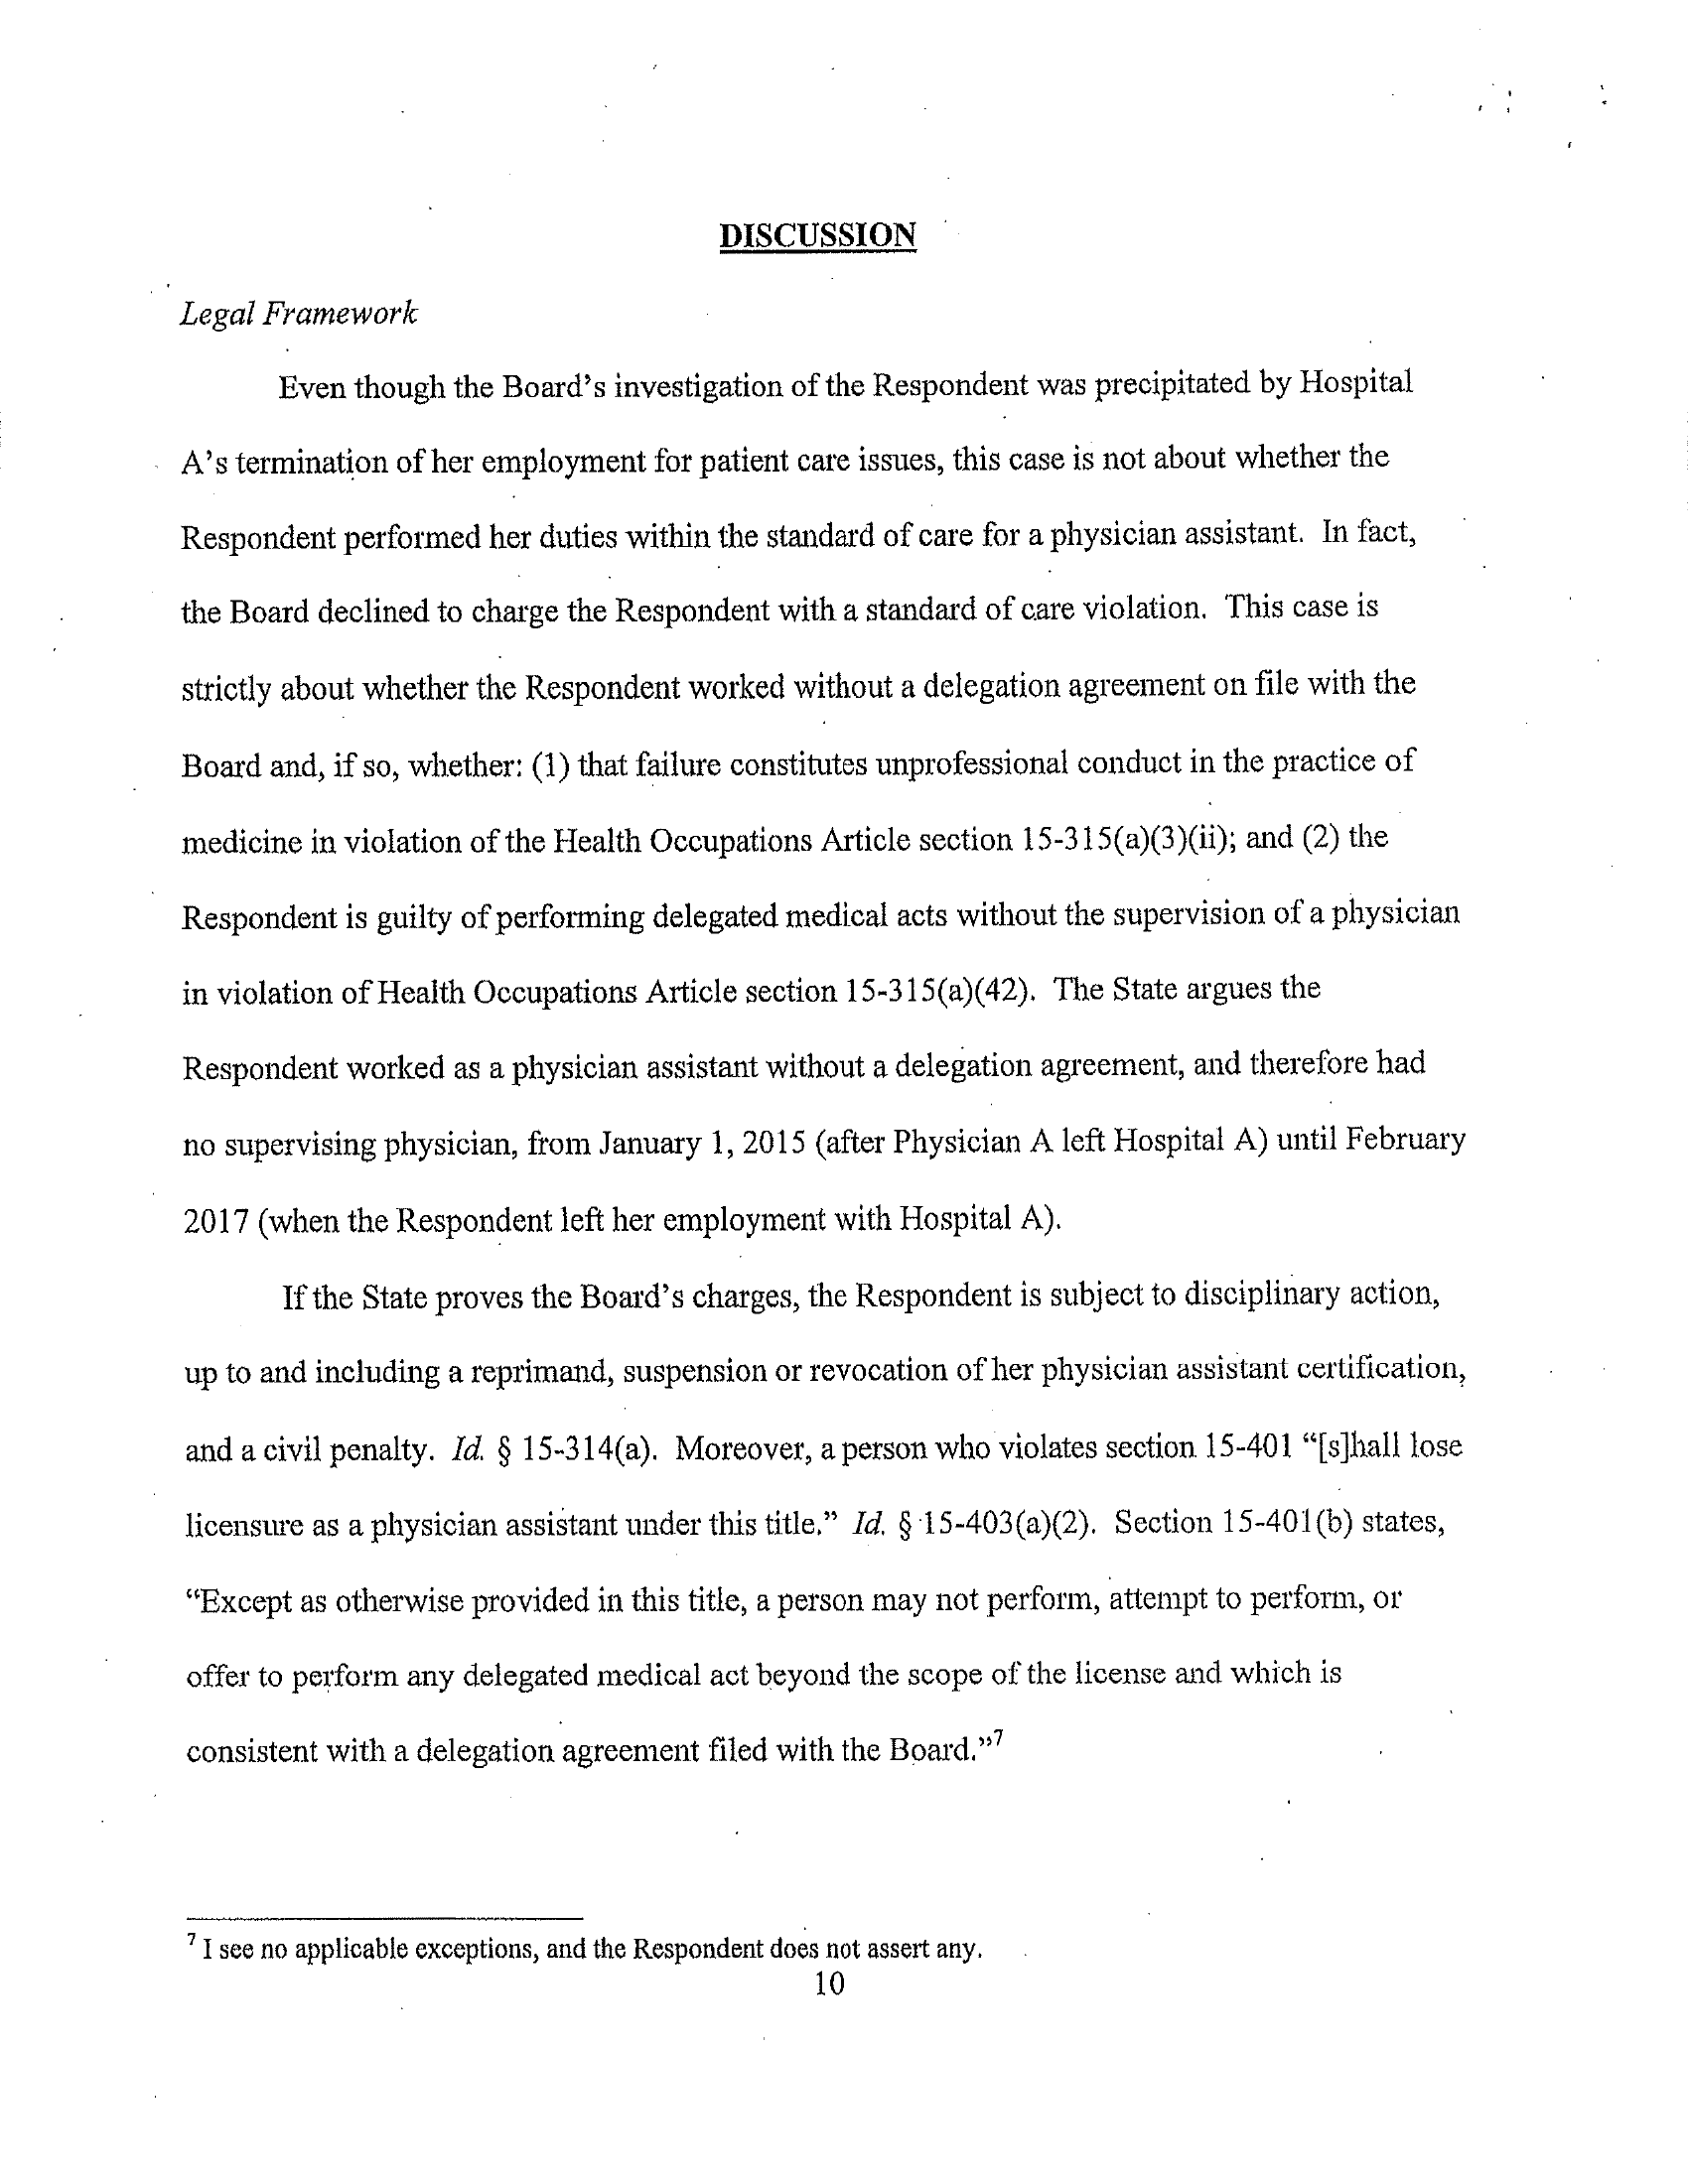 DISCUSSION
Legal Framework
Even though the Board's investigation of the Respondent was precipitated by Hospital
A's termination of her employment for patient care issues, this case is not about whether the
Respondent performed her duties within the standard of care for a physician assistant. In fact,
the Board declined to charge the Respondent with a standard of care violation. This case is
strictly about whether the Respondent worked without a delegation agreement on file with the
Board and, if so, whether: (1) that failure constitutes unprofessional conduct in the practice of
medicine in violation of the Health Occupations Article section 15-315(a)(3)(ii); and (2) the
Respondent is guilty of performing delegated medical acts without the supervision of a physician
in violation of Health Occupations Article section 15-315(a)(42). The State argues the
Respondent worked as a physician assistant without a delegation agreement, and therefore had
no supervising physician, from January 1, 2015 (after Physician A left Hospital A) until February
2017 (when the Respondent left her employment with Hospital A).
If the State proves the Board's charges, the Respondent is subject to disciplinary action,
up to and including a reprimand, suspension or revocation of her physician assistant certification,
and a civil penalty. Id. § 15-314(a). Moreover, a person who violates section 15-401 “[s]hall lose
licensure as a physician assistant under this title.” Id. § 15-403(a)(2). Section 15-401(b) states,
“Except as otherwise provided in this title, a person may not perform, attempt to perform, or
offer to perform any delegated medical act beyond the scope of the license and which is
consistent with a delegation agreement filed with the Board.”7
7 I see no applicable exceptions, and the Respondent does not assert any.
10